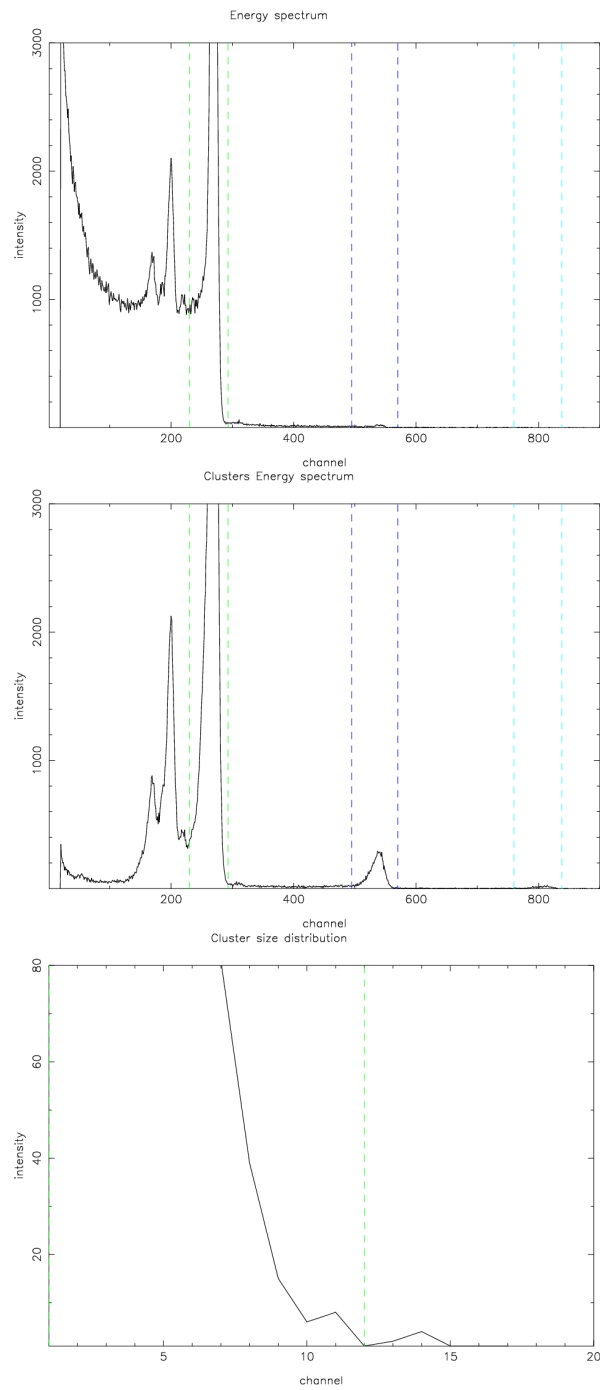 Energy spectrum
3000
2000
1000
intensity
200 400 600 800
channel
Clusters Energy spectrum
3000
2000
1000
intensity
200 400 600 800
channel
Cluster size distribution
80
60
40
20
intensity
5 10 15 20
channel